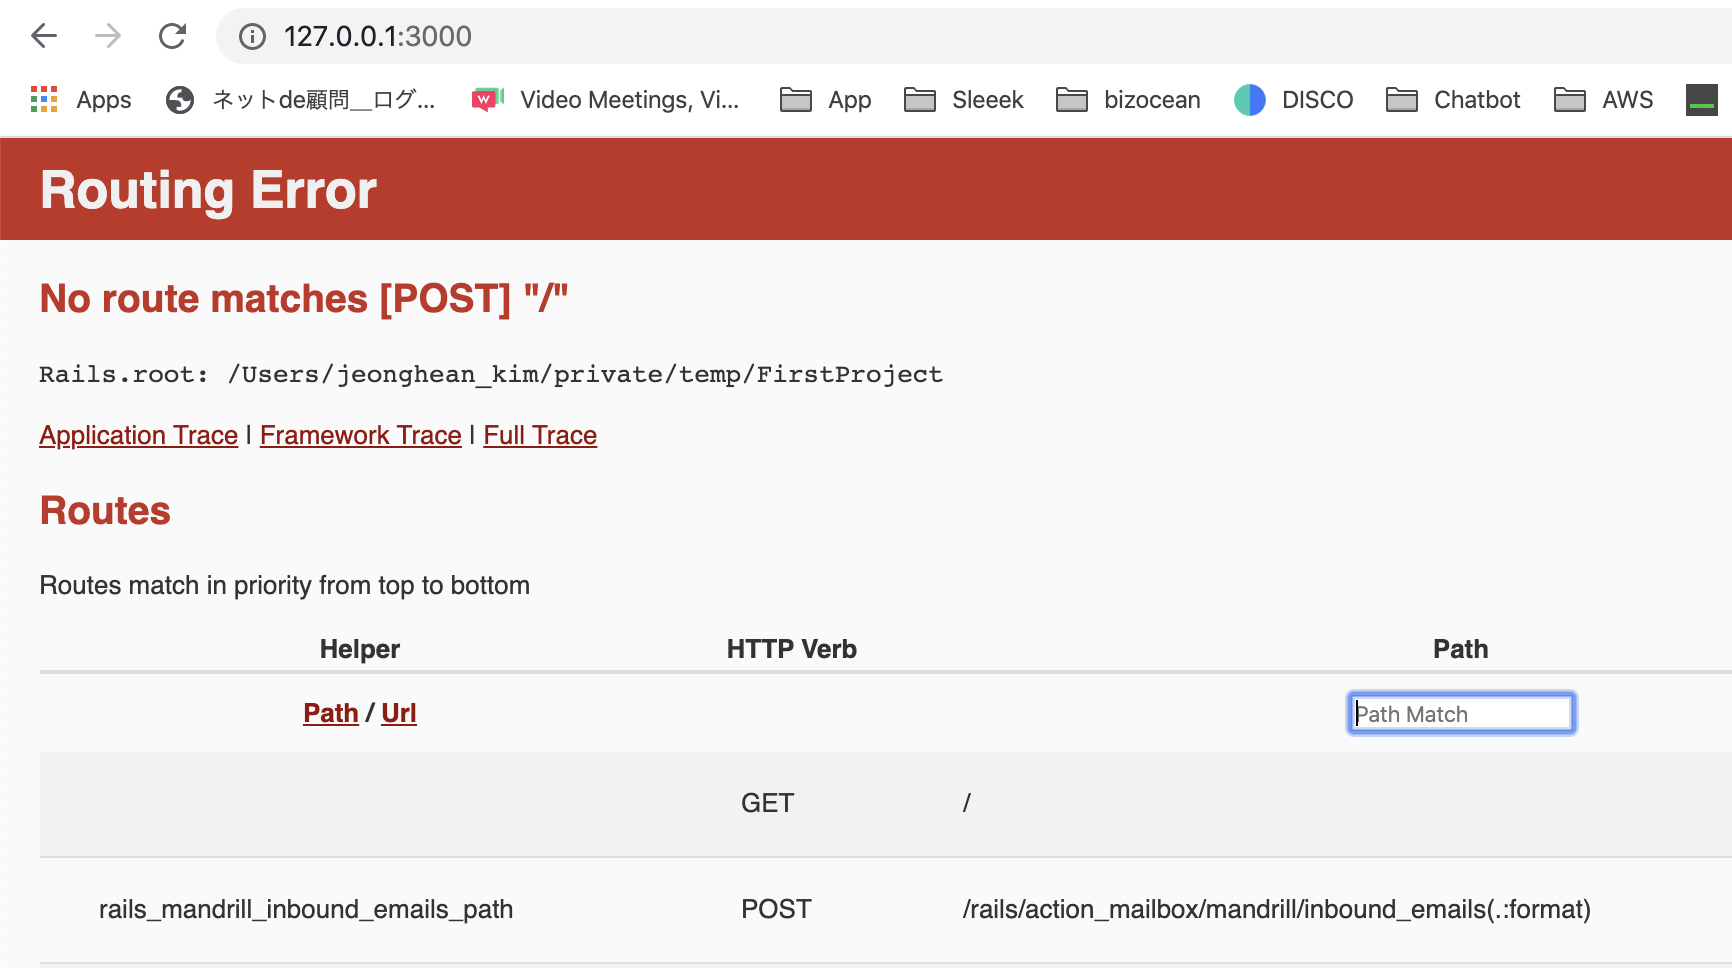 127.0.0.1:3000
Apps ネットde顧問__ログ... Video Meetings, Vi... App Sleeek bizocean DISCO Chatbot AWS
Routing Error
No route matches [POST] "/"
Rails.root: /Users/jeonghean_kim/private/temp/FirstProject
Application Trace | Framework Trace | Full Trace
Routes
Routes match in priority from top to bottom
Helper HTTP Verb Path
Path / Url Path Match
GET /
rails_mandrill_inbound_emails_path POST /rails/action_mailbox/mandrill/inbound_emails(.:format)